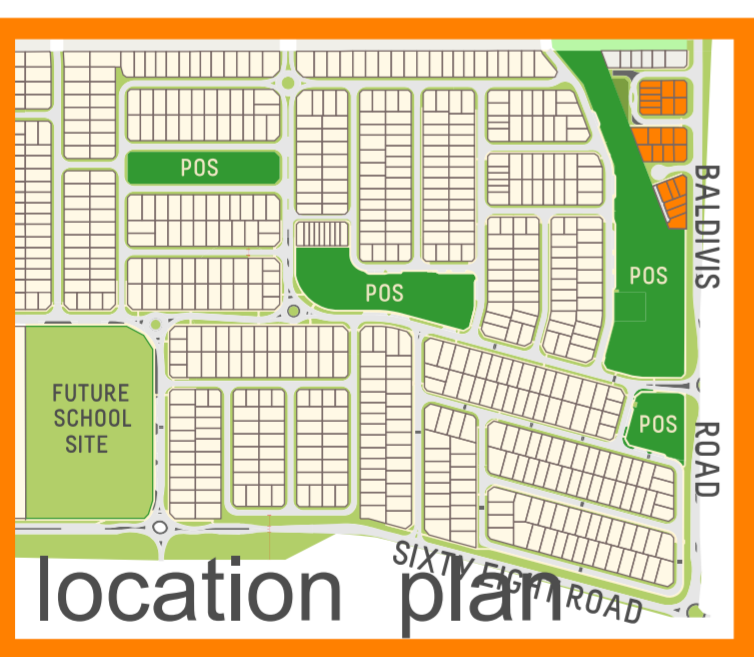 POS
BALDIVIS
POS
POS
FUTURE
SCHOOL
SITE
POS
ROAD
SIXTY EIGHT ROAD
location plan